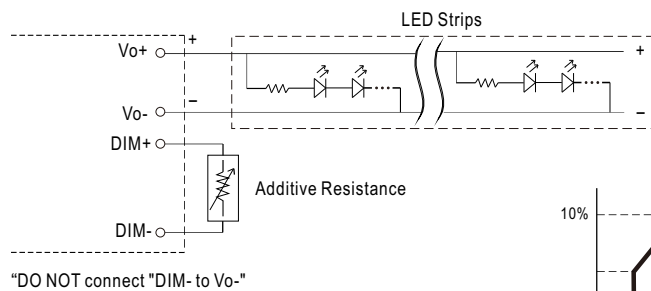 LED Strips
Vo+
+
+
Vo-
−
−
DIM+
Additive Resistance
10%
DIM-
"DO NOT connect "DIM- to Vo-"